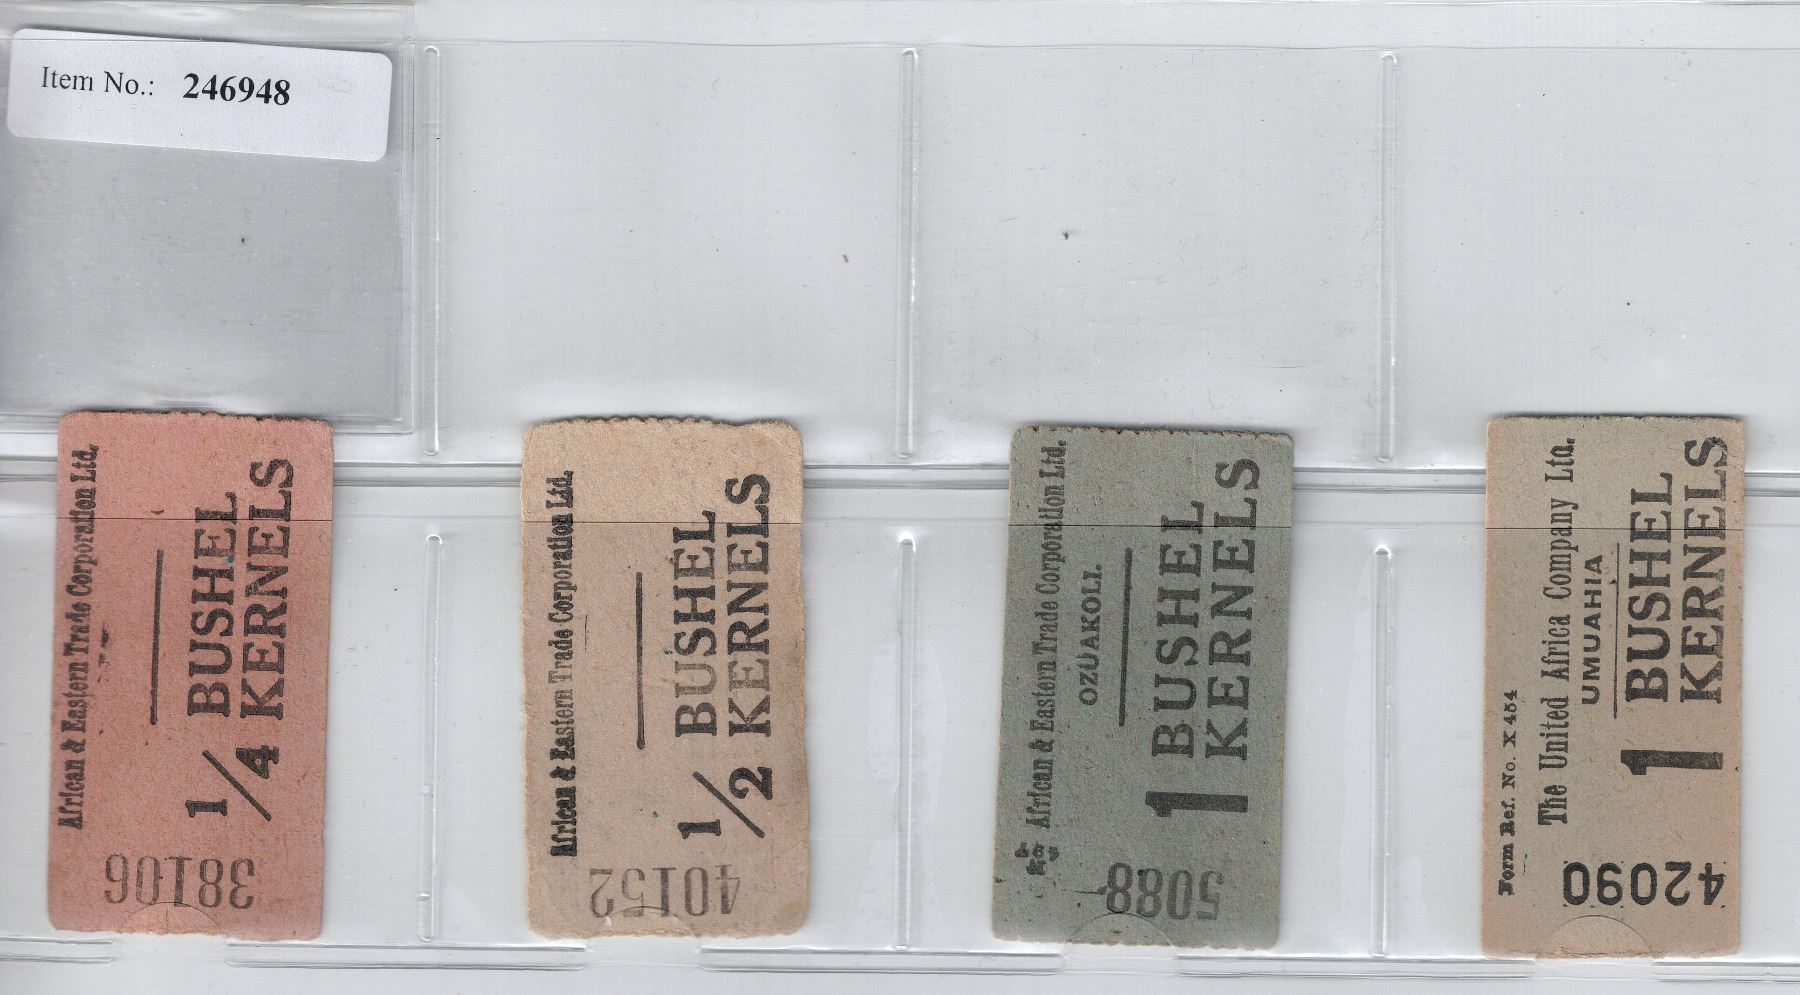 Item No.: 246948
African & Eastern Trade Corporation Ltd.
1/4 BUSHEL
KERNELS
38106
African & Eastern Trade Corporation Ltd.
1/2 BUSHEL
KERNELS
40152
African & Eastern Trade Corporation Ltd.
OZUAKOLI.
1 BUSHEL
KERNELS
5088
Form Ref. No. X 454
The United Africa Company Ltd.
UMUAHIA
1 BUSHEL
KERNELS
42090